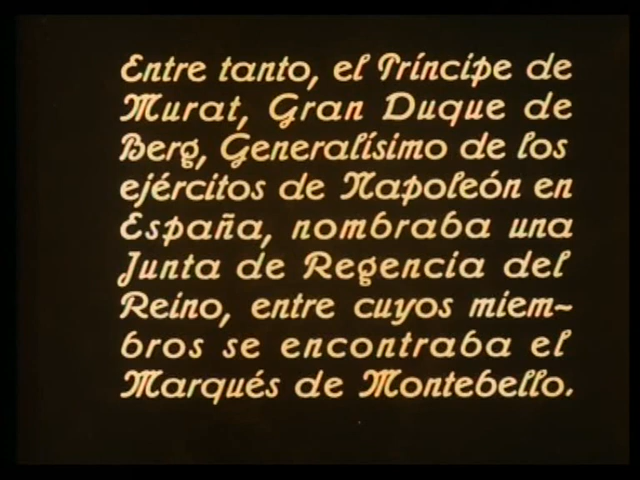 Entre tanto, el Príncipe de
Murat, Gran Duque de
Berg, Generalísimo de los
ejércitos de Napoleón en
España, nombraba una
Junta de Regencia del
Reino, entre cuyos miem-
bros se encontraba el
Marqués de Montebello.